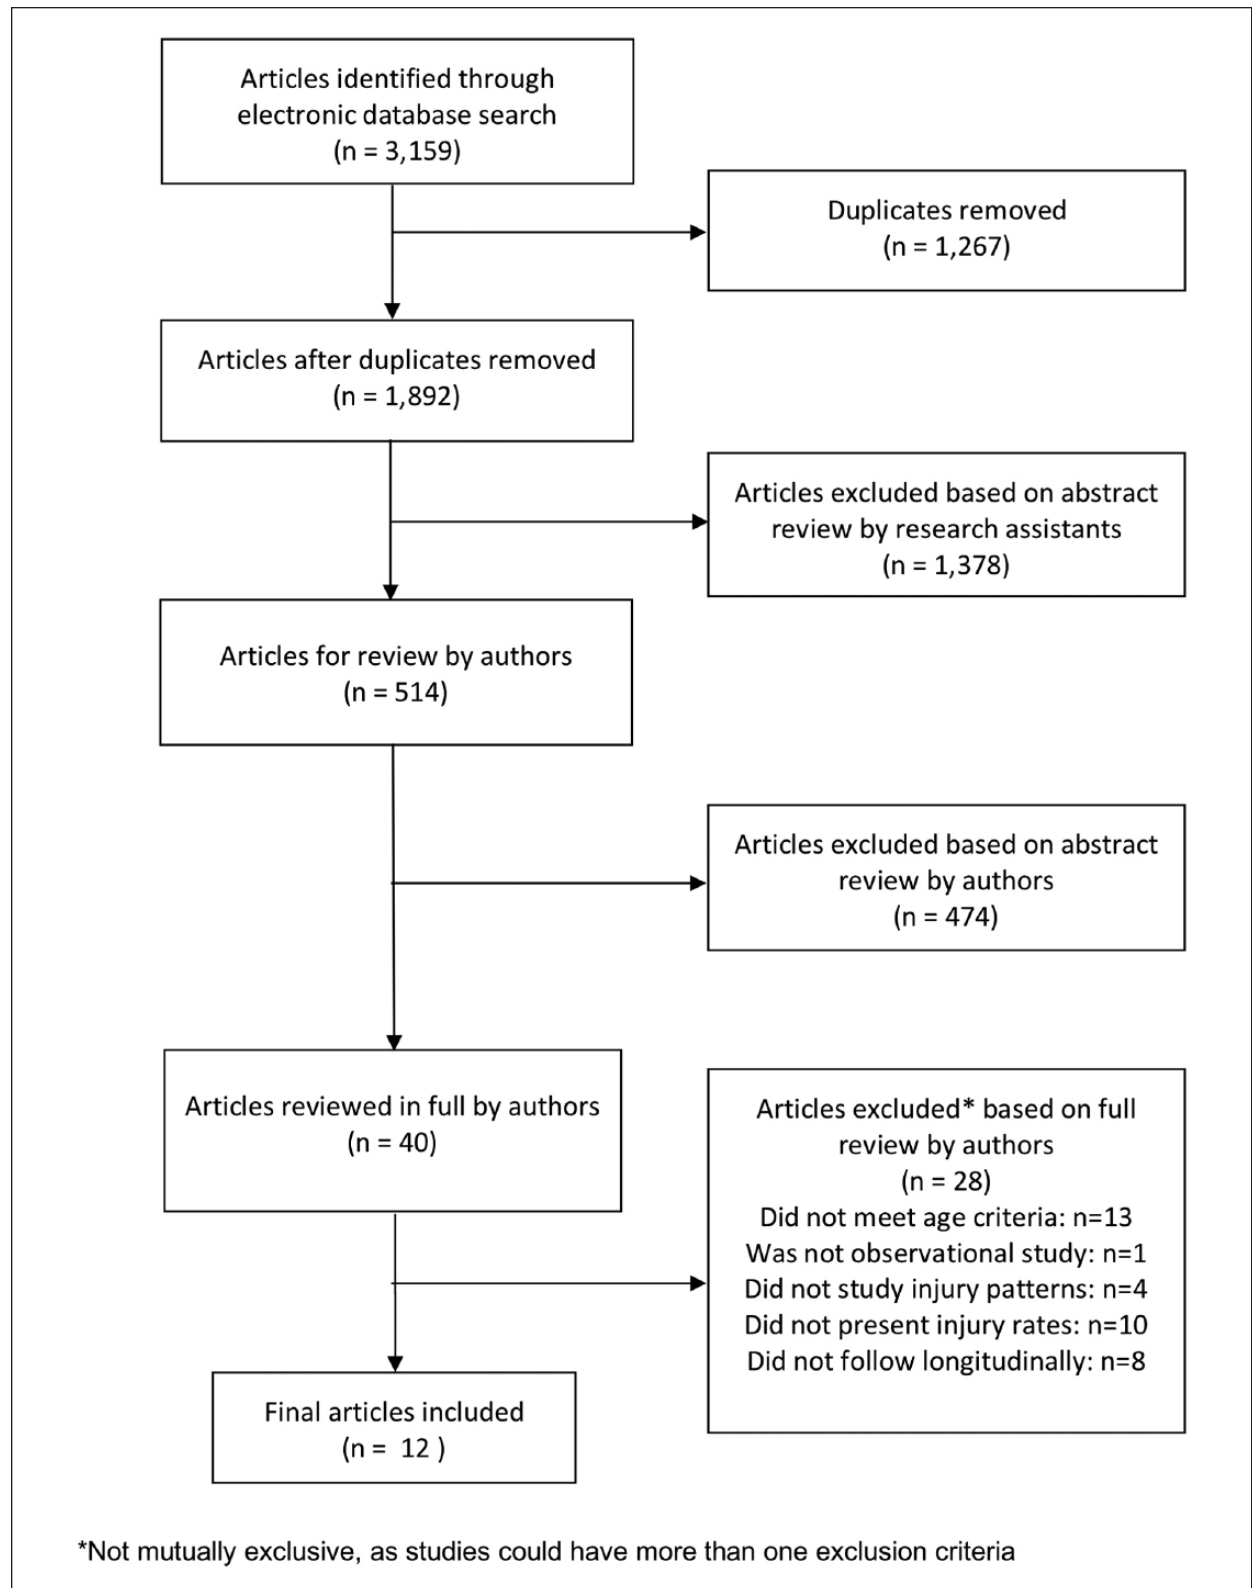 Articles identified through
electronic database search
(n = 3,159)
Duplicates removed
(n = 1,267)
Articles after duplicates removed
(n = 1,892)
Articles excluded based on abstract
review by research assistants
(n = 1,378)
Articles for review by authors
(n = 514)
Articles excluded based on abstract
review by authors
(n = 474)
Articles reviewed in full by authors
(n = 40)
Articles excluded* based on full
review by authors
(n = 28)
Did not meet age criteria: n=13
Was not observational study: n=1
Did not study injury patterns: n=4
Did not present injury rates: n=10
Did not follow longitudinally: n=8
Final articles included
(n =  12 )
*Not mutually exclusive, as studies could have more than one exclusion criteria